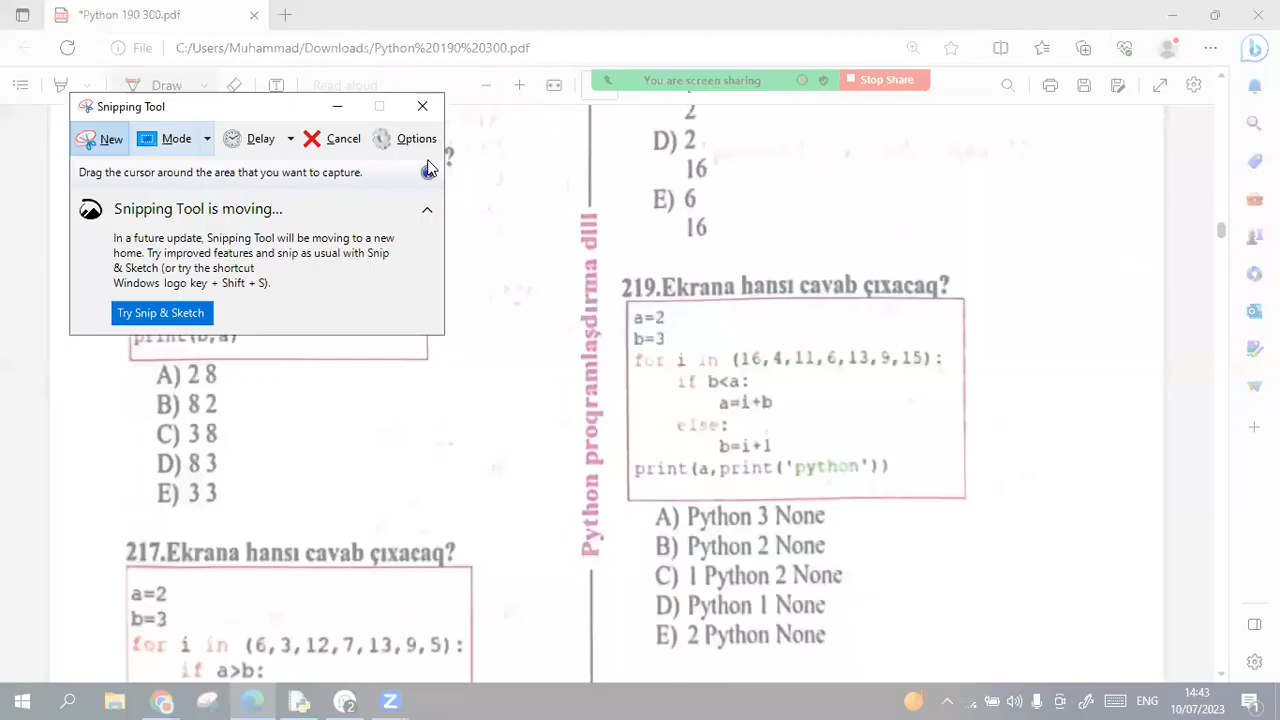 *Python 190 300.pdf
File
C:/Users/Muhammad/Downloads/Python%20190%20300.pdf
Draw
Read aloud
You are screen sharing
Stop Share
Snipping Tool
New
Mode
Delay
Cancel
Options
Drag the cursor around the area that you want to capture.
Snipping Tool is moving...
In a future update, Snipping Tool will be moving to a new
home. Try improved features and snip as usual with Snip
& Sketch (or try the shortcut
Windows logo key + Shift + S).
Try Snip & Sketch
?
print(b,a)
A) 2 8
B) 8 2
C) 3 8
D) 8 3
E) 3 3
217.Ekrana hansı cavab çıxacaq?
a=2
b=3
for i in (6,3,12,7,13,9,5):
if a>b:
Python proqramlaşdırma dili
2
D) 2
16
E) 6
16
219.Ekrana hansı cavab çıxacaq?
a=2
b=3
for i in (16,4,11,6,13,9,15):
if b<a:
a=i+b
else:
b=i+1
print(a,print('python'))
A) Python 3 None
B) Python 2 None
C) 1 Python 2 None
D) Python 1 None
E) 2 Python None
ENG
14:43
10/07/2023